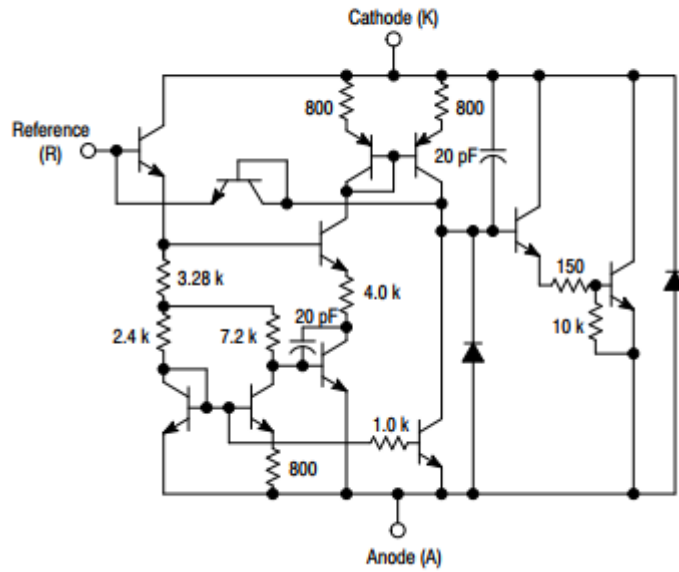 Cathode (K)
800
800
Reference
(R)
20 pF
3.28 k
4.0 k
150
2.4 k
7.2 k
20 pF
10 k
1.0 k
800
Anode (A)